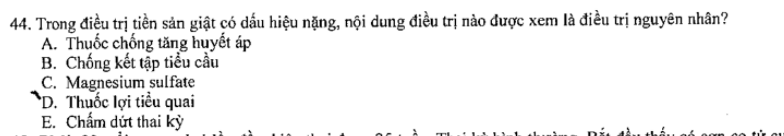 44. Trong điều trị tiền sản giật có dấu hiệu nặng, nội dung điều trị nào được xem là điều trị nguyên nhân?
A. Thuốc chống tăng huyết áp
B. Chống kết tập tiểu cầu
C. Magnesium sulfate
D. Thuốc lợi tiểu quai
E. Chấm dứt thai kỳ